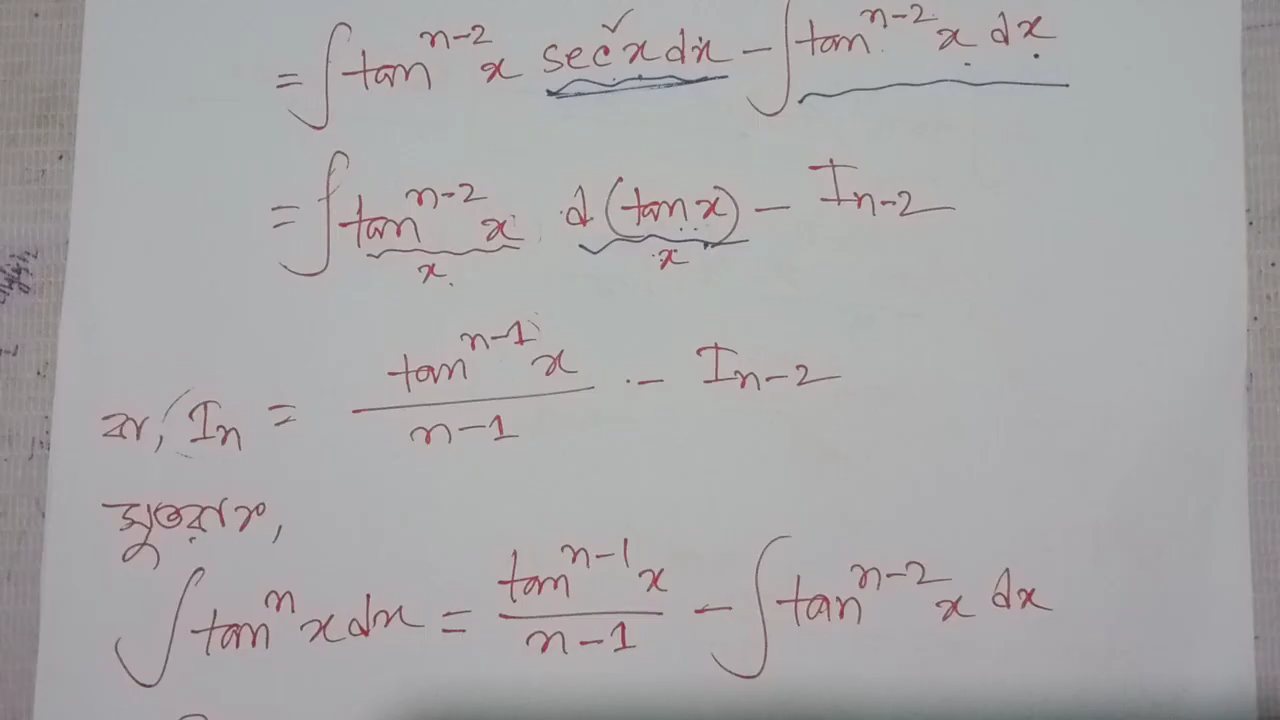 = ∫ tan^{n-2} x sec²x dx - ∫ tan^{n-2} x dx
= ∫ tan^{n-2} x d(tan x) - I_{n-2}
x x
বা, I_n = tan^{n-1} x / n-1 - I_{n-2}
সুতরাং,
∫ tan^n x dx = tan^{n-1} x / n-1 - ∫ tan^{n-2} x dx